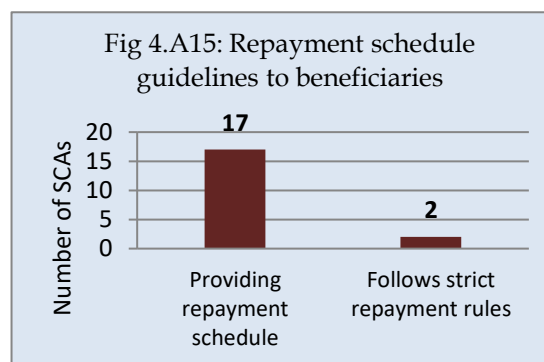 Fig 4.A15: Repayment schedule
guidelines to beneficiaries
Number of SCAs
20
15
10
5
0
17
2
Providing
repayment
schedule
Follows strict
repayment rules